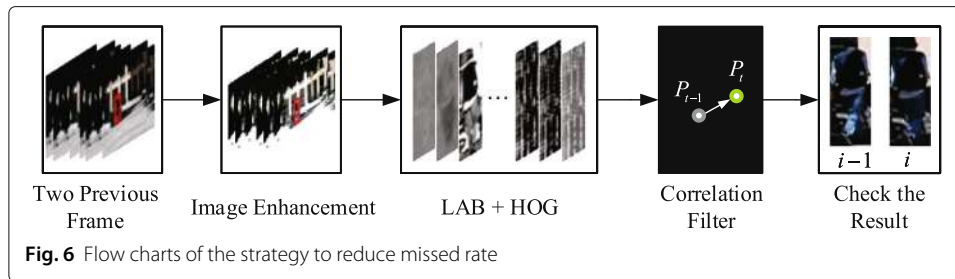 P_t
P_{t-1}
i-1 i
Two Previous
Frame
Image Enhancement
LAB + HOG
Correlation
Filter
Check the
Result
Fig. 6 Flow charts of the strategy to reduce missed rate